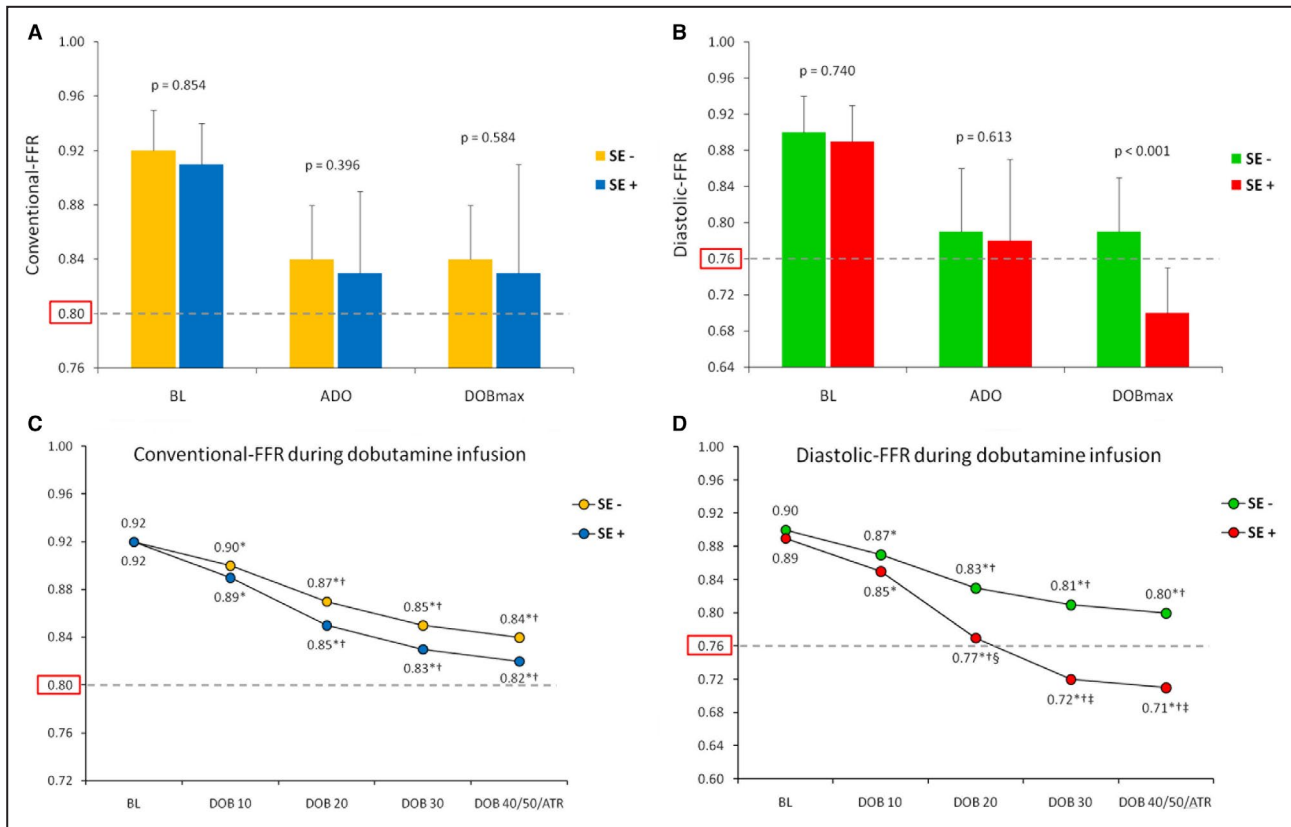 A
Conventional-FFR
1.00
0.96
0.92
0.88
0.84
0.80
0.76
p = 0.854
p = 0.396
p = 0.584
SE -
SE +
BL ADO DOBmax
B
Diastolic-FFR
1.00
0.96
0.92
0.88
0.84
0.80
0.76
0.72
0.68
0.64
p = 0.740
p = 0.613
p < 0.001
SE -
SE +
BL ADO DOBmax
C
Conventional-FFR during dobutamine infusion
1.00
0.96
0.92
0.88
0.84
0.80
0.76
0.72
0.92
0.90*
0.87*†
0.85*†
0.84*†
0.92
0.89*
0.85*†
0.83*†
0.82*†
SE -
SE +
BL DOB 10 DOB 20 DOB 30 DOB 40/50/ATR
D
Diastolic-FFR during dobutamine infusion
1.00
0.96
0.92
0.88
0.84
0.80
0.76
0.72
0.68
0.64
0.60
0.90
0.87*
0.83*†
0.81*†
0.80*†
0.89
0.85*
0.77*†§
0.72*†‡
0.71*†‡
SE -
SE +
BL DOB 10 DOB 20 DOB 30 DOB 40/50/ATR